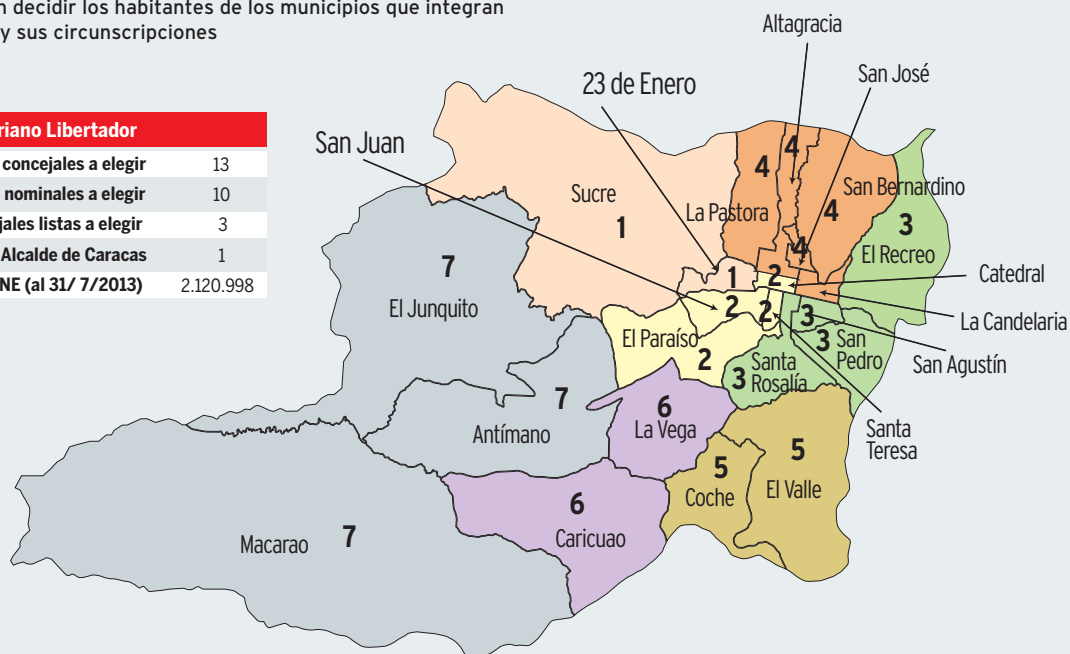 decidir los habitantes de los municipios que integran
y sus circunscripciones
Libertador
concejales a elegir 13
nominales a elegir 10
listas a elegir 3
Alcalde de Caracas 1
(al 31/ 7/2013) 2.120.998
Altagracia
San José
23 de Enero
San Juan
Sucre
1
La Pastora
4
4
San Bernardino
4
4
3
El Recreo
Catedral
La Candelaria
San Agustín
Santa
Teresa
7
El Junquito
1
2
2
2
El Paraíso
2
3
3
San
Pedro
3
Santa
Rosalía
7
Antímano
6
La Vega
5
Coche
5
El Valle
6
Caricuao
Macarao
7